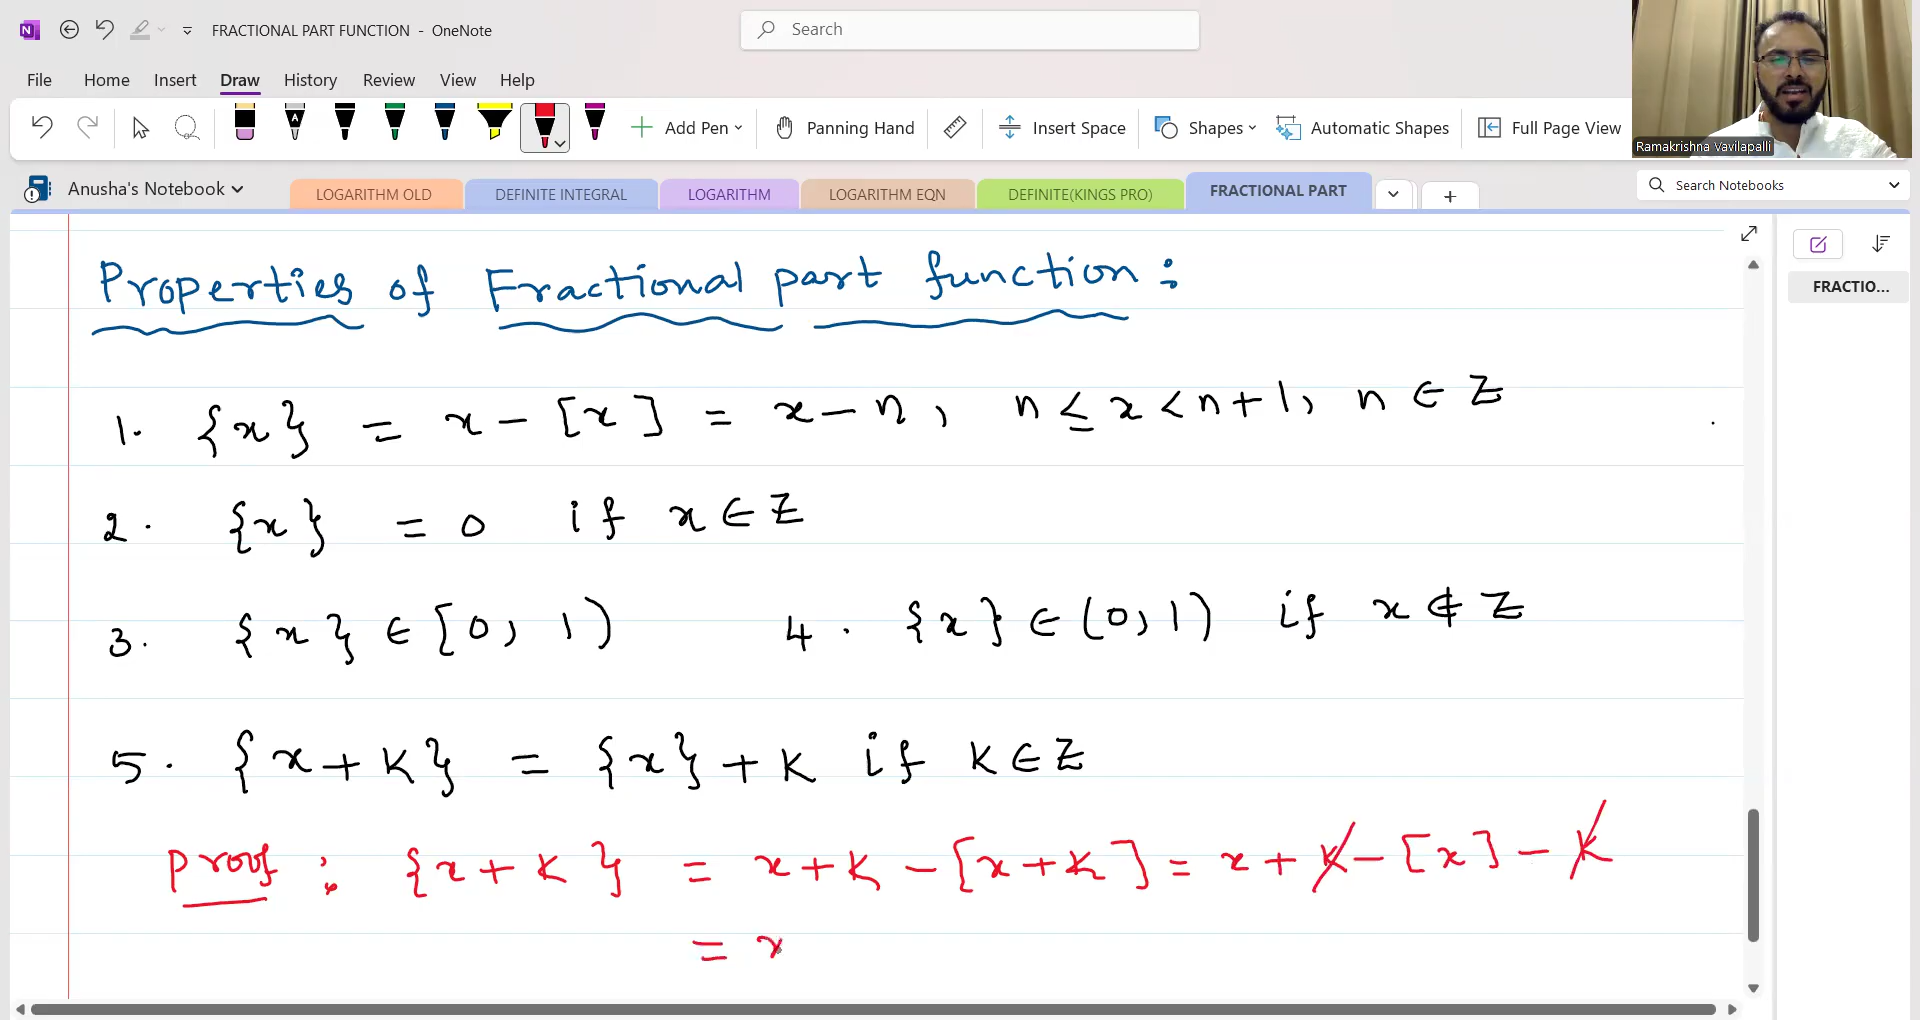 FRACTIONAL PART FUNCTION - OneNote
Search
File Home Insert Draw History Review View Help
Add Pen Panning Hand Insert Space Shapes Automatic Shapes Full Page View
Ramakrishna Vavilapalli
Anusha's Notebook LOGARITHM OLD DEFINITE INTEGRAL LOGARITHM LOGARITHM EQN DEFINITE(KINGS PRO) FRACTIONAL PART
Search Notebooks
FRACTIO...
Properties of Fractional part function :
1. {x} = x - [x] = x - n, n ≤ x < n+1, n ∈ Z
2. {x} = 0 if x ∈ Z
3. {x} ∈ [0, 1) 4. {x} ∈ (0, 1) if x ∉ Z
5. {x + K} = {x} + K if K ∈ Z
Proof : {x + K} = x + K - [x + K] = x + K - [x] - K
= x